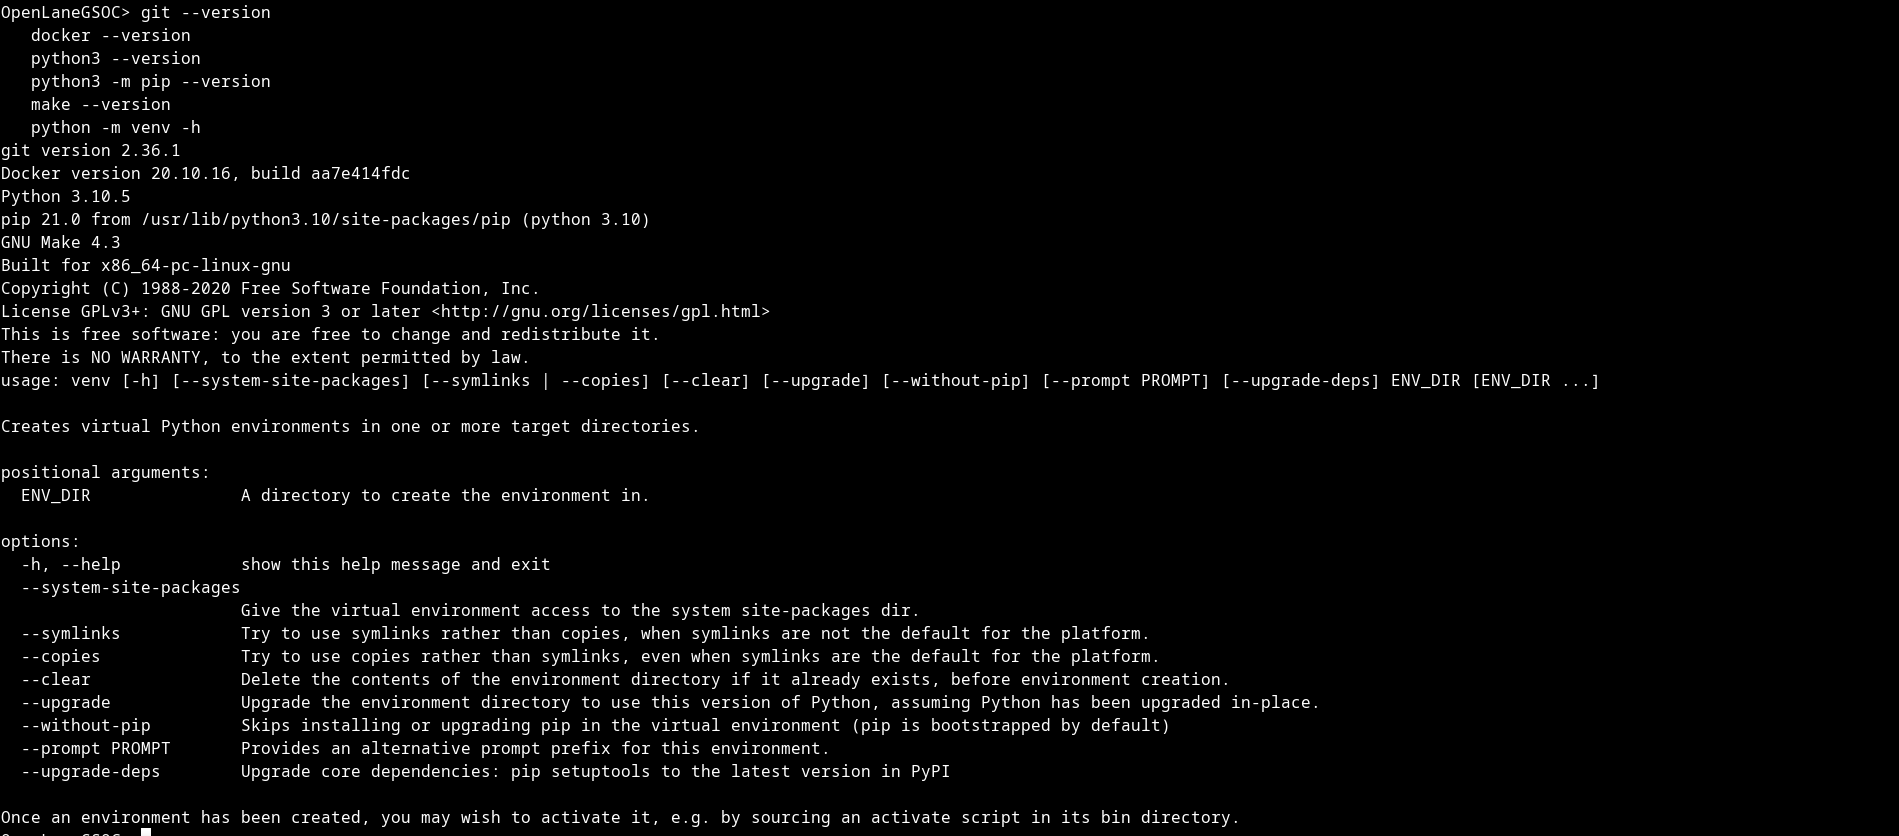 OpenLaneGSOC> git --version
   docker --version
   python3 --version
   python3 -m pip --version
   make --version
   python -m venv -h
git version 2.36.1
Docker version 20.10.16, build aa7e414fdc
Python 3.10.5
pip 21.0 from /usr/lib/python3.10/site-packages/pip (python 3.10)
GNU Make 4.3
Built for x86_64-pc-linux-gnu
Copyright (C) 1988-2020 Free Software Foundation, Inc.
License GPLv3+: GNU GPL version 3 or later <http://gnu.org/licenses/gpl.html>
This is free software: you are free to change and redistribute it.
There is NO WARRANTY, to the extent permitted by law.
usage: venv [-h] [--system-site-packages] [--symlinks | --copies] [--clear] [--upgrade] [--without-pip] [--prompt PROMPT] [--upgrade-deps] ENV_DIR [ENV_DIR ...]

Creates virtual Python environments in one or more target directories.

positional arguments:
  ENV_DIR               A directory to create the environment in.

options:
  -h, --help            show this help message and exit
  --system-site-packages
                        Give the virtual environment access to the system site-packages dir.
  --symlinks            Try to use symlinks rather than copies, when symlinks are not the default for the platform.
  --copies              Try to use copies rather than symlinks, even when symlinks are the default for the platform.
  --clear               Delete the contents of the environment directory if it already exists, before environment creation.
  --upgrade             Upgrade the environment directory to use this version of Python, assuming Python has been upgraded in-place.
  --without-pip         Skips installing or upgrading pip in the virtual environment (pip is bootstrapped by default)
  --prompt PROMPT       Provides an alternative prompt prefix for this environment.
  --upgrade-deps        Upgrade core dependencies: pip setuptools to the latest version in PyPI

Once an environment has been created, you may wish to activate it, e.g. by sourcing an activate script in its bin directory.